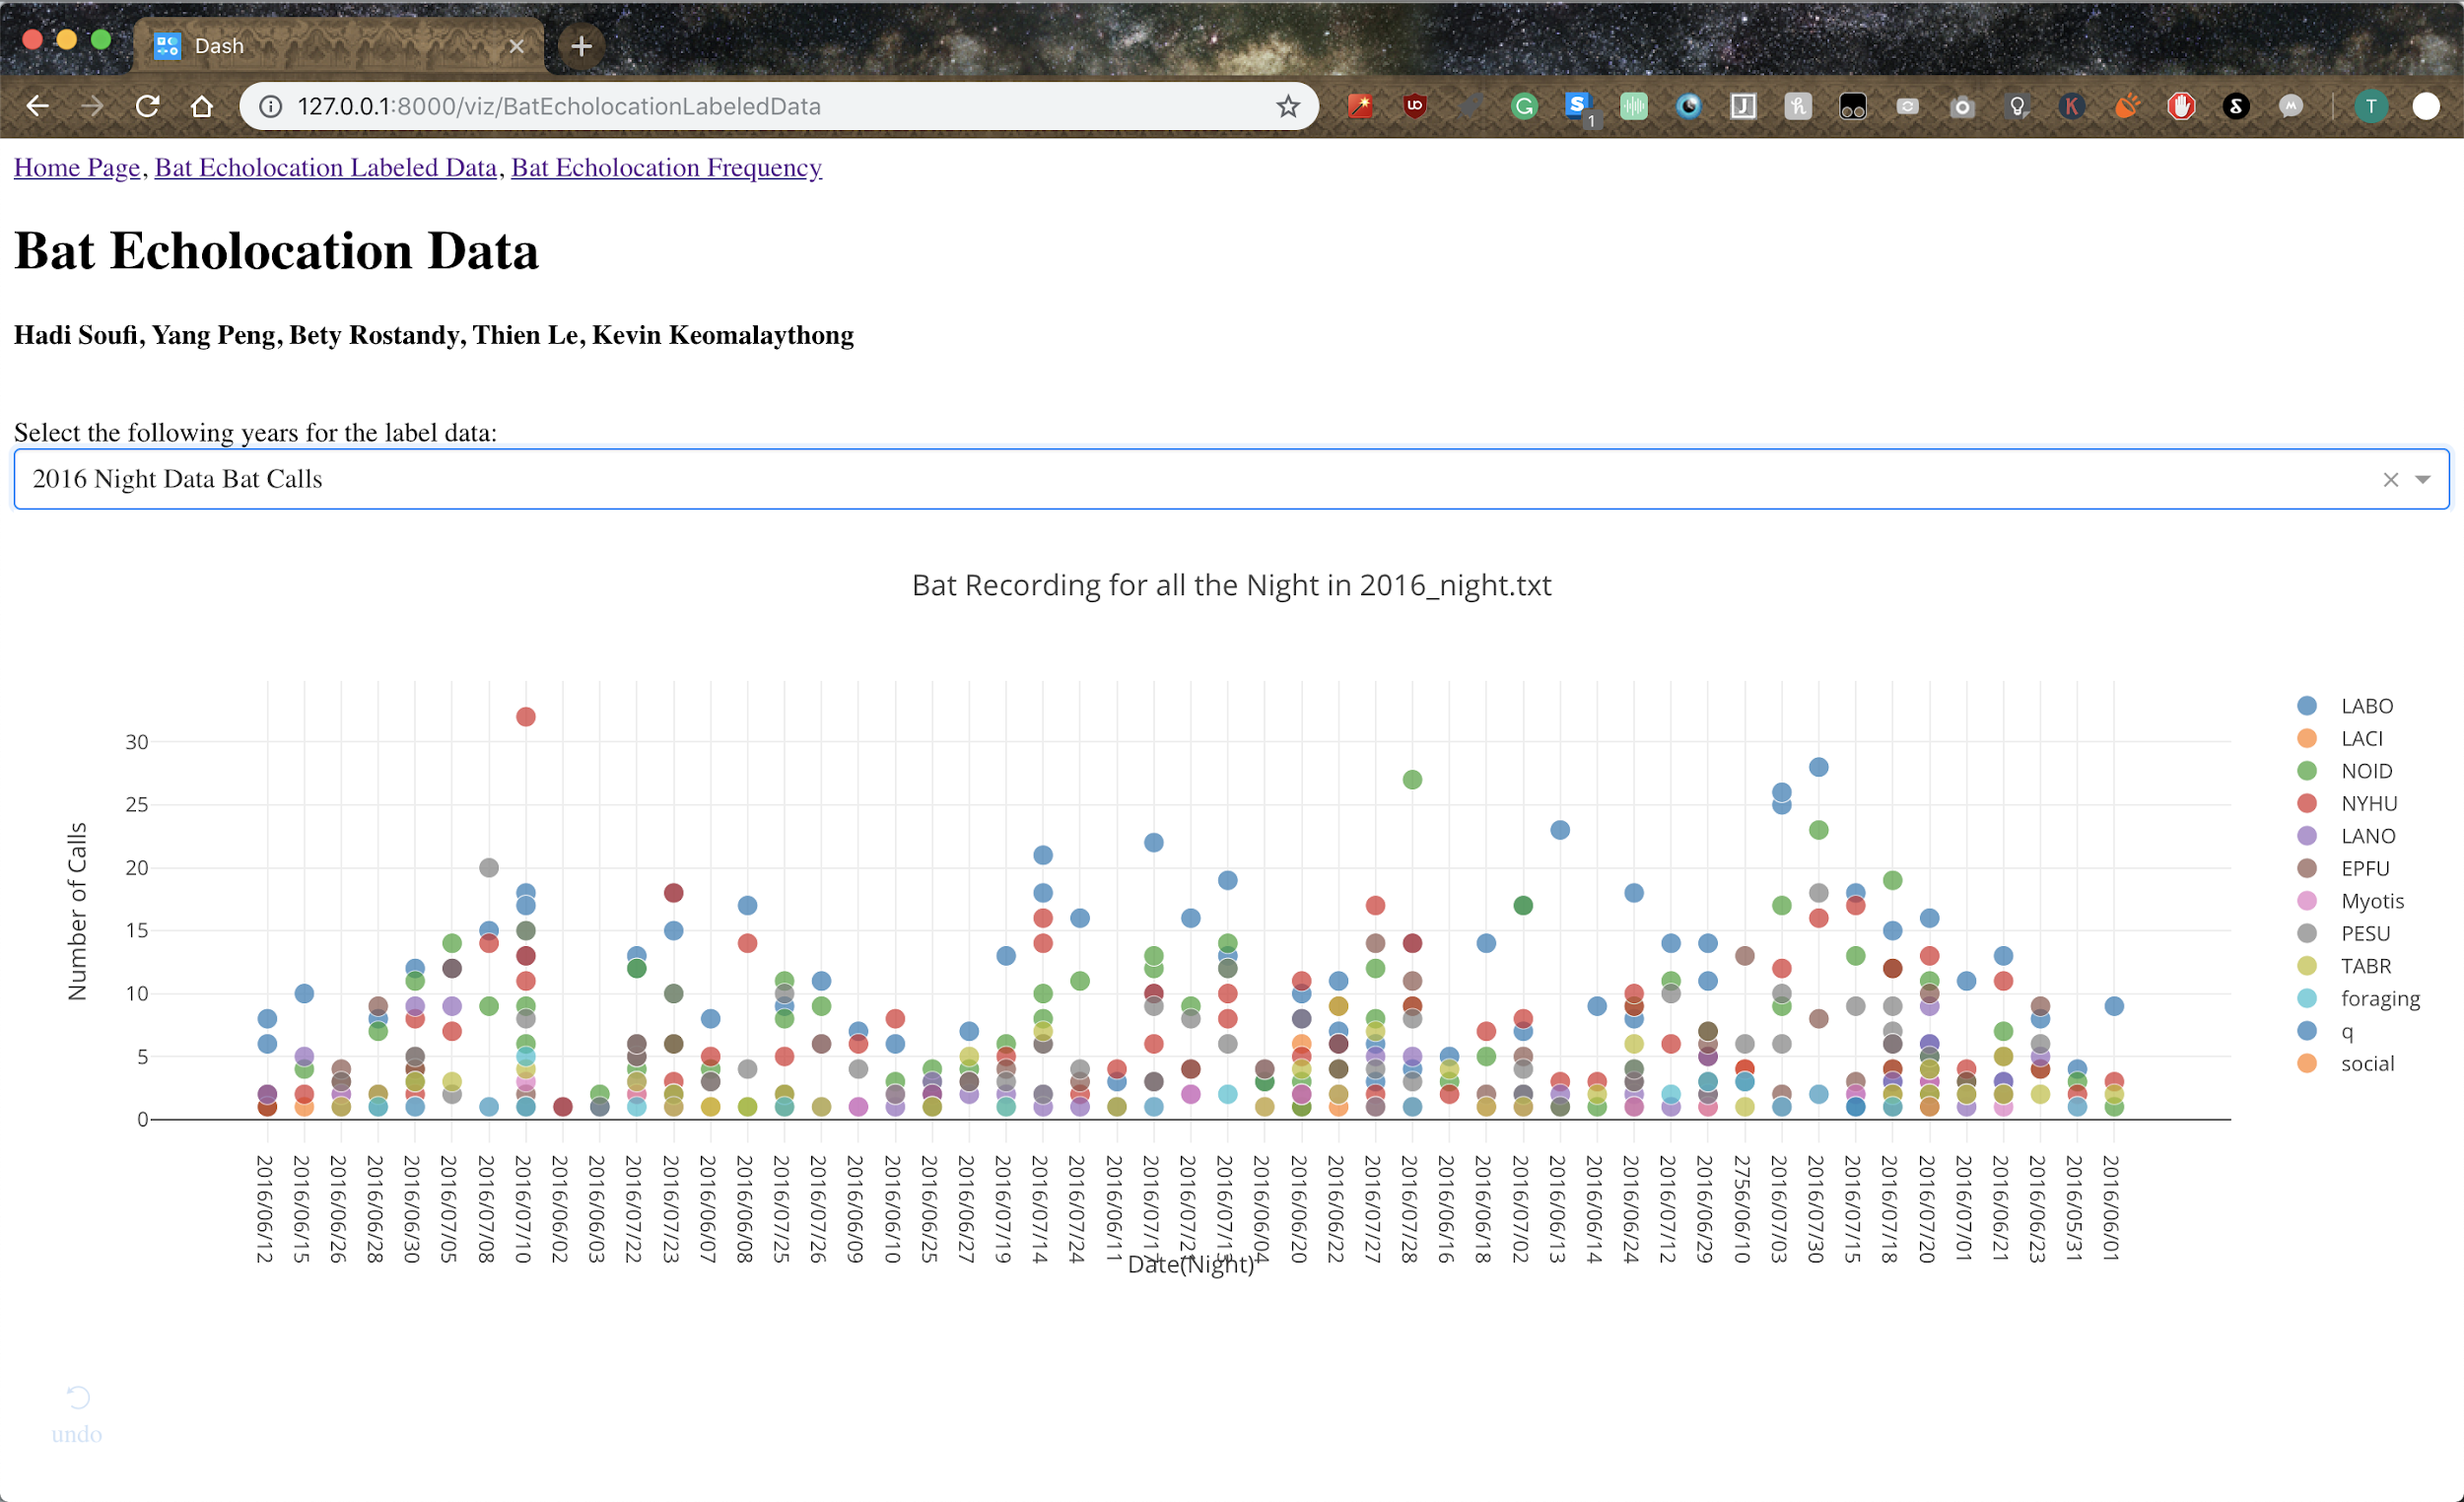 Dash
127.0.0.1:8000/viz/BatEcholocationLabeledData
1
T
Home Page, Bat Echolocation Labeled Data, Bat Echolocation Frequency
Bat Echolocation Data
Hadi Soufi, Yang Peng, Bety Rostandy, Thien Le, Kevin Keomalaythong
Select the following years for the label data:
2016 Night Data Bat Calls
Bat Recording for all the Night in 2016_night.txt
Number of Calls
30
25
20
15
10
5
0
LABO
LACI
NOID
NYHU
LANO
EPFU
Myotis
PESU
TABR
foraging
q
social
2016/06/12
2016/06/15
2016/06/26
2016/06/28
2016/06/30
2016/07/05
2016/07/08
2016/07/10
2016/06/02
2016/06/03
2016/07/22
2016/07/23
2016/06/07
2016/06/08
2016/07/25
2016/07/26
2016/06/09
2016/06/10
2016/06/25
2016/06/27
2016/07/19
2016/07/14
2016/07/24
2016/06/11
2016/07/13
2016/06/04
2016/06/20
2016/06/22
2016/07/27
2016/07/28
2016/06/16
2016/06/18
2016/07/02
2016/06/13
2016/06/14
2016/06/24
2016/07/12
2016/06/29
2756/06/10
2016/07/03
2016/07/30
2016/07/15
2016/07/18
2016/07/20
2016/07/01
2016/06/21
2016/06/23
2016/05/31
2016/06/01
Date(Night)
undo